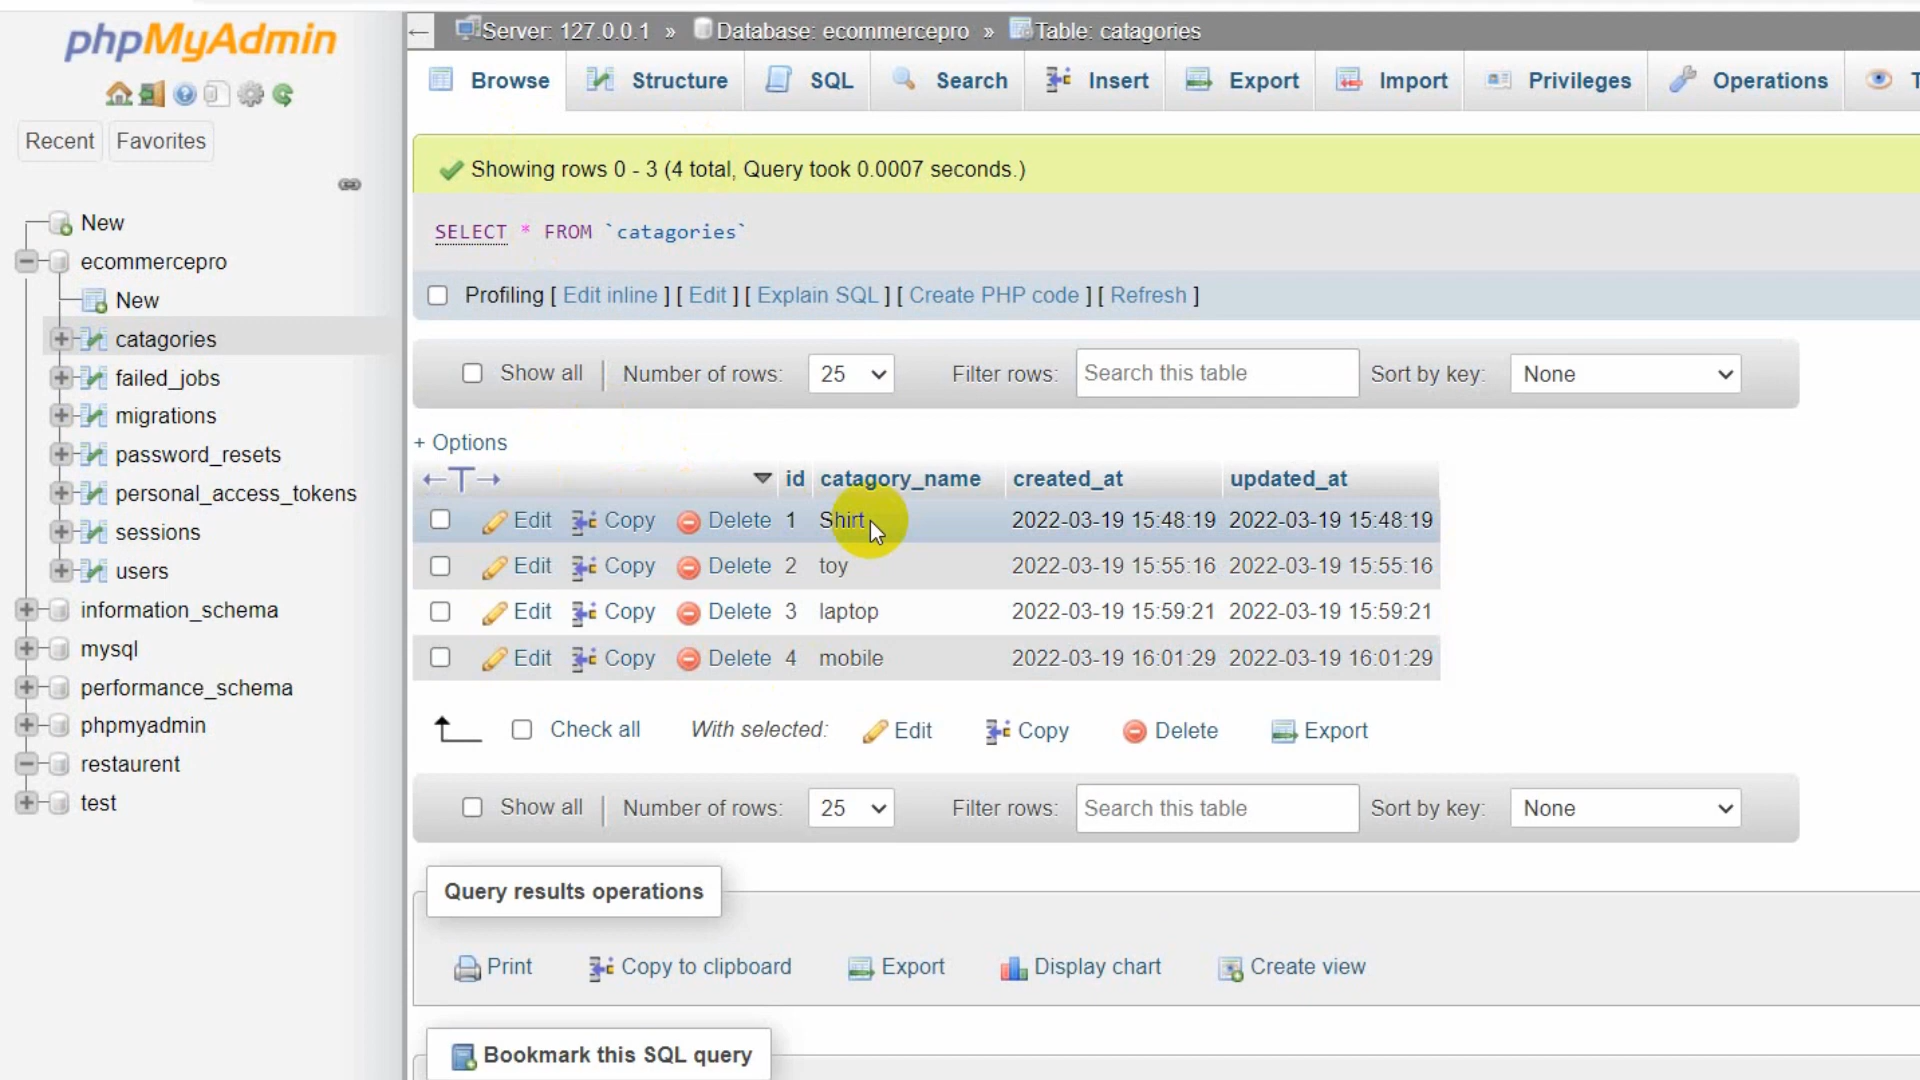 phpMyAdmin
Recent Favorites
New
ecommercepro
New
catagories
failed_jobs
migrations
password_resets
personal_access_tokens
sessions
users
information_schema
mysql
performance_schema
phpmyadmin
restaurent
test
Server: 127.0.0.1 » Database: ecommercepro » Table: catagories
Browse Structure SQL Search Insert Export Import Privileges Operations
Showing rows 0 - 3 (4 total, Query took 0.0007 seconds.)
SELECT * FROM `catagories`
Profiling [ Edit inline ] [ Edit ] [ Explain SQL ] [ Create PHP code ] [ Refresh ]
Show all | Number of rows: 25 Filter rows: Search this table Sort by key: None
+ Options
←T→ id catagory_name created_at updated_at
Edit Copy Delete 1 Shirt 2022-03-19 15:48:19 2022-03-19 15:48:19
Edit Copy Delete 2 toy 2022-03-19 15:55:16 2022-03-19 15:55:16
Edit Copy Delete 3 laptop 2022-03-19 15:59:21 2022-03-19 15:59:21
Edit Copy Delete 4 mobile 2022-03-19 16:01:29 2022-03-19 16:01:29
Check all With selected: Edit Copy Delete Export
Show all | Number of rows: 25 Filter rows: Search this table Sort by key: None
Query results operations
Print Copy to clipboard Export Display chart Create view
Bookmark this SQL query